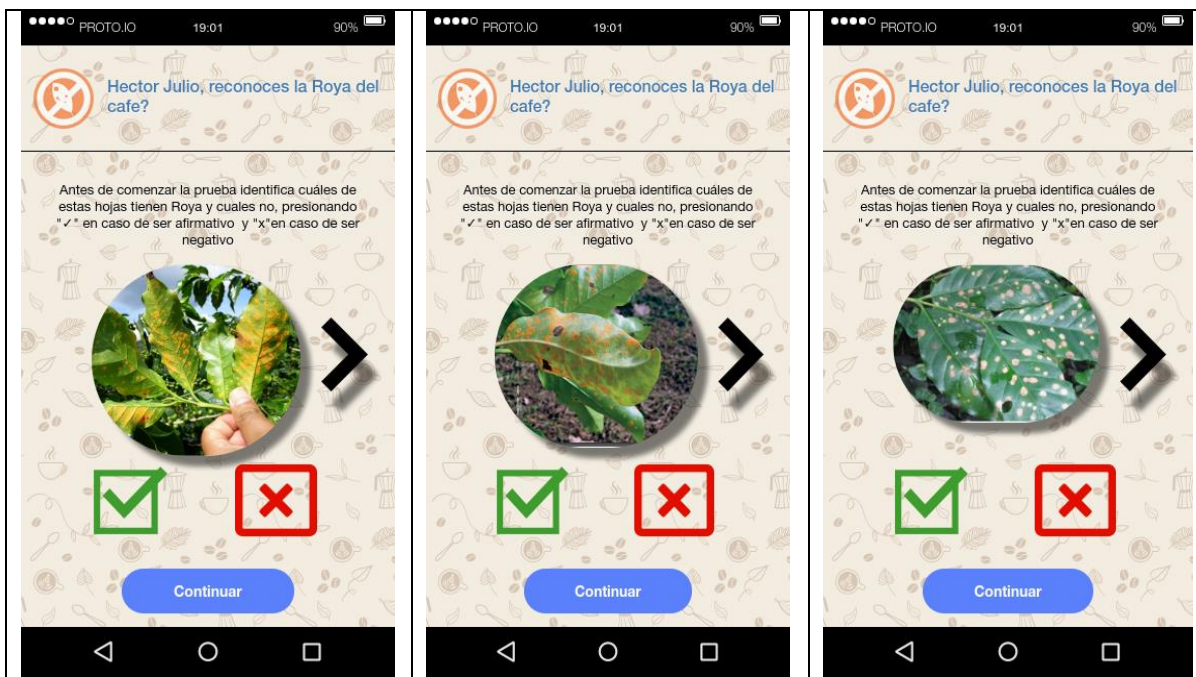 PROTO.IO 19:01 90%
Hector Julio, reconoces la Roya del
cafe?
Antes de comenzar la prueba identifica cuáles de
estas hojas tienen Roya y cuales no, presionando
"✓" en caso de ser afirmativo y "x"en caso de ser
negativo
Continuar
PROTO.IO 19:01 90%
Hector Julio, reconoces la Roya del
cafe?
Antes de comenzar la prueba identifica cuáles de
estas hojas tienen Roya y cuales no, presionando
"✓" en caso de ser afirmativo y "x"en caso de ser
negativo
Continuar
PROTO.IO 19:01 90%
Hector Julio, reconoces la Roya del
cafe?
Antes de comenzar la prueba identifica cuáles de
estas hojas tienen Roya y cuales no, presionando
"✓" en caso de ser afirmativo y "x"en caso de ser
negativo
Continuar